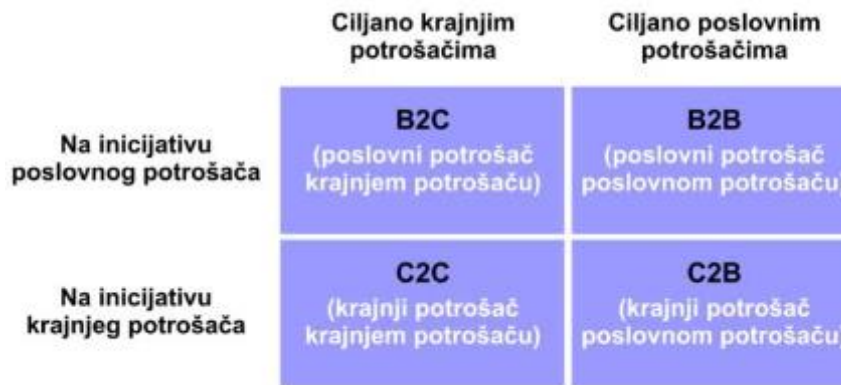 Ciljano krajnjim
potrošačima
Ciljano poslovnim
potrošačima
Na inicijativu
poslovnog potrošača
B2C
(poslovni potrošač
krajnjem potrošaču)
B2B
(poslovni potrošač
poslovnom potrošaču)
Na inicijativu
krajnjeg potrošača
C2C
(krajnji potrošač
krajnjem potrošaču)
C2B
(krajnji potrošač
poslovnom potrošaču)